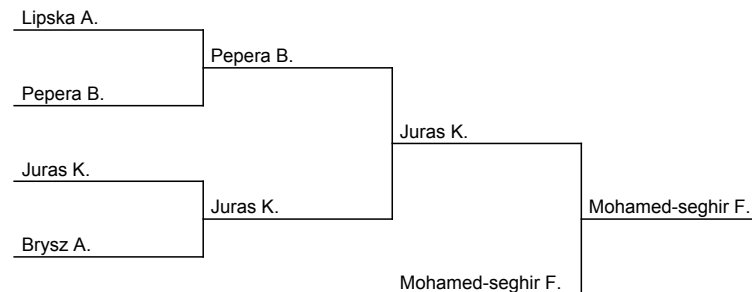 Lipska A.
Pepera B.
Pepera B.
Juras K.
Juras K.
Juras K.
Mohamed-seghir F.
Brysz A.
Mohamed-seghir F.